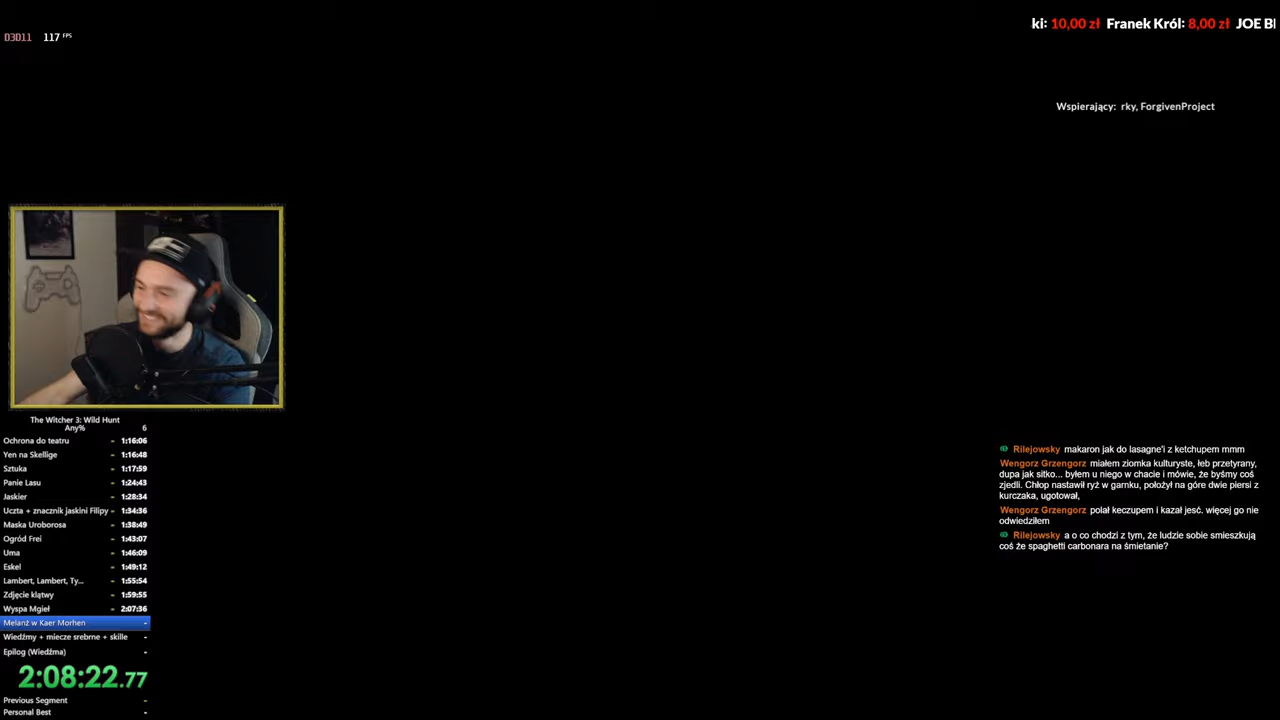 D3D11 117 FPS
ki: 10,00 zł Franek Król: 8,00 zł JOE
Wspierający: rky, ForgivenProject
The Witcher 3: Wild Hunt
Any% 6
Ochrona do teatru - 1:16:06
Yen na Skellige - 1:16:48
Sztuka - 1:17:59
Panie Lasu - 1:24:43
Jaskier - 1:28:34
Uczta + znacznik jaskini Filipy - 1:34:36
Maska Uroborosa - 1:38:49
Ogród Frei - 1:43:07
Uma - 1:46:09
Eskel - 1:49:12
Lambert, Lambert, Ty... - 1:55:54
Zdjęcie klątwy - 1:59:55
Wyspa Mgieł - 2:07:36
Melanż w Kaer Morhen -
Wiedźmy + miecze srebrne + skille -
Epilog (Wiedźma) -
2:08:22.77
Previous Segment -
Personal Best -
Rilejowsky makaron jak do lasagne'i z ketchupem mmm
Wengorz Grzengorz miałem ziomka kulturyste, łeb przetyrany,
dupa jak sitko... byłem u niego w chacie i mówie, że byśmy coś
zjedli. Chłop nastawił ryż w garnku, położył na góre dwie piersi z
kurczaka, ugotował,
Wengorz Grzengorz polał keczupem i kazał jesć. więcej go nie
odwiedziłem
Rilejowsky a o co chodzi z tym, że ludzie sobie smieszkują
coś że spaghetti carbonara na śmietanie?